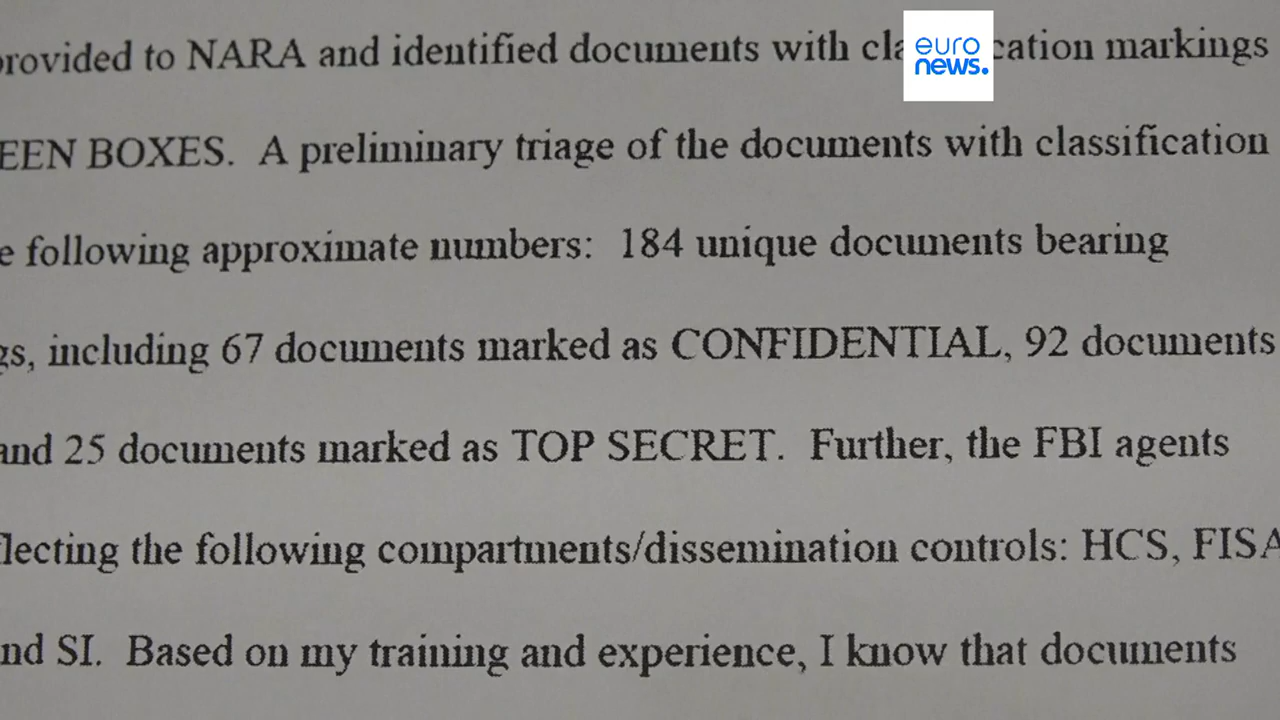 provided to NARA and identified documents with cla cation markings
euro
news.
EEN BOXES. A preliminary triage of the documents with classification
e following approximate numbers: 184 unique documents bearing
gs, including 67 documents marked as CONFIDENTIAL, 92 documents
and 25 documents marked as TOP SECRET. Further, the FBI agents
flecting the following compartments/dissemination controls: HCS, FISA
nd SI. Based on my training and experience, I know that documents